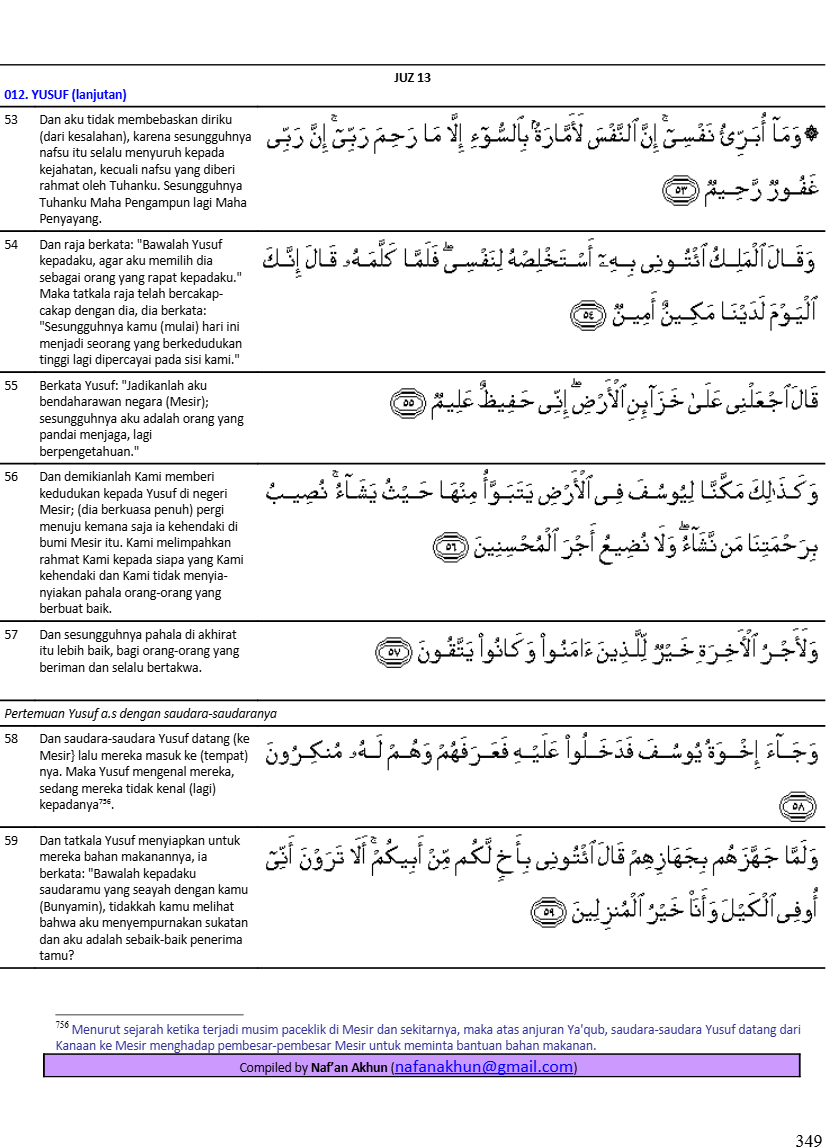 JUZ 13
012. YUSUF (lanjutan)
53 Dan aku tidak membebaskan diriku
(dari kesalahan), karena sesungguhnya
nafsu itu selalu menyuruh kepada
kejahatan, kecuali nafsu yang diberi
rahmat oleh Tuhanku. Sesungguhnya
Tuhanku Maha Pengampun lagi Maha
Penyayang.
۞ وَمَآ أُبَرِّئُ نَفْسِىٓ ۚ إِنَّ ٱلنَّفْسَ لَأَمَّارَةٌۢ بِٱلسُّوٓءِ إِلَّا مَا رَحِمَ رَبِّىٓ ۚ إِنَّ رَبِّى
غَفُورٌ رَّحِيمٌ ٥٣
54 Dan raja berkata: "Bawalah Yusuf
kepadaku, agar aku memilih dia
sebagai orang yang rapat kepadaku."
Maka tatkala raja telah bercakap-
cakap dengan dia, dia berkata:
"Sesungguhnya kamu (mulai) hari ini
menjadi seorang yang berkedudukan
tinggi lagi dipercayai pada sisi kami."
وَقَالَ ٱلْمَلِكُ ٱئْتُونِى بِهِۦٓ أَسْتَخْلِصْهُ لِنَفْسِى ۖ فَلَمَّا كَلَّمَهُۥ قَالَ إِنَّكَ
ٱلْيَوْمَ لَدَيْنَا مَكِينٌ أَمِينٌ ٥٤
55 Berkata Yusuf: "Jadikanlah aku
bendaharawan negara (Mesir);
sesungguhnya aku adalah orang yang
pandai menjaga, lagi
berpengetahuan."
قَالَ ٱجْعَلْنِى عَلَىٰ خَزَآئِنِ ٱلْأَرْضِ ۖ إِنِّى حَفِيظٌ عَلِيمٌ ٥٥
56 Dan demikianlah Kami memberi
kedudukan kepada Yusuf di negeri
Mesir; (dia berkuasa penuh) pergi
menuju kemana saja ia kehendaki di
bumi Mesir itu. Kami melimpahkan
rahmat Kami kepada siapa yang Kami
kehendaki dan Kami tidak menyia-
nyiakan pahala orang-orang yang
berbuat baik.
وَكَذَٰلِكَ مَكَّنَّا لِيُوسُفَ فِى ٱلْأَرْضِ يَتَبَوَّأُ مِنْهَا حَيْثُ يَشَآءُ ۚ نُصِيبُ
بِرَحْمَتِنَا مَن نَّشَآءُ ۖ وَلَا نُضِيعُ أَجْرَ ٱلْمُحْسِنِينَ ٥٦
57 Dan sesungguhnya pahala di akhirat
itu lebih baik, bagi orang-orang yang
beriman dan selalu bertakwa.
وَلَأَجْرُ ٱلْأَخِرَةِ خَيْرٌ لِّلَّذِينَ ءَامَنُوا۟ وَكَانُوا۟ يَتَّقُونَ ٥٧
Pertemuan Yusuf a.s dengan saudara-saudaranya
58 Dan saudara-saudara Yusuf datang (ke
Mesir} lalu mereka masuk ke (tempat)
nya. Maka Yusuf mengenal mereka,
sedang mereka tidak kenal (lagi)
kepadanya⁷⁵⁶.
وَجَآءَ إِخْوَةُ يُوسُفَ فَدَخَلُوا۟ عَلَيْهِ فَعَرَفَهُمْ وَهُمْ لَهُۥ مُنكِرُونَ
٥٨
59 Dan tatkala Yusuf menyiapkan untuk
mereka bahan makanannya, ia
berkata: "Bawalah kepadaku
saudaramu yang seayah dengan kamu
(Bunyamin), tidakkah kamu melihat
bahwa aku menyempurnakan sukatan
dan aku adalah sebaik-baik penerima
tamu?
وَلَمَّا جَهَّزَهُم بِجَهَازِهِمْ قَالَ ٱئْتُونِى بِأَخٍ لَّكُم مِّنْ أَبِيكُمْ ۚ أَلَا تَرَوْنَ أَنِّىٓ
أُوفِى ٱلْكَيْلَ وَأَنَا۠ خَيْرُ ٱلْمُنزِلِينَ ٥٩
⁷⁵⁶ Menurut sejarah ketika terjadi musim paceklik di Mesir dan sekitarnya, maka atas anjuran Ya'qub, saudara-saudara Yusuf datang dari
Kanaan ke Mesir menghadap pembesar-pembesar Mesir untuk meminta bantuan bahan makanan.
Compiled by Naf’an Akhun (nafanakhun@gmail.com)
349